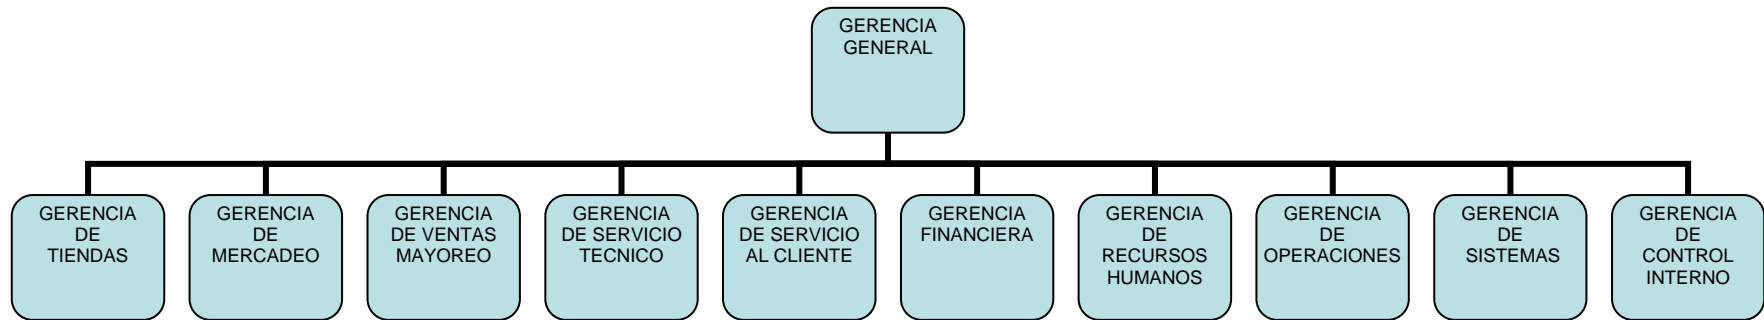 GERENCIA
GENERAL
GERENCIA
DE
TIENDAS
GERENCIA
DE
MERCADEO
GERENCIA
DE VENTAS
MAYOREO
GERENCIA
DE SERVICIO
TECNICO
GERENCIA
DE SERVICIO
AL CLIENTE
GERENCIA
FINANCIERA
GERENCIA
DE
RECURSOS
HUMANOS
GERENCIA
DE
OPERACIONES
GERENCIA
DE
SISTEMAS
GERENCIA
DE
CONTROL
INTERNO